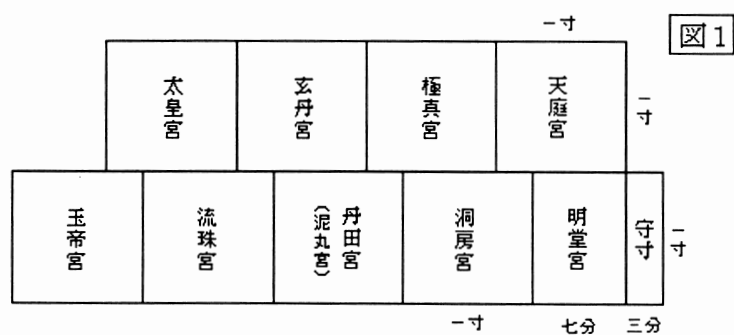 図1
一寸
太皇宮
玄丹宮
極真宮
天庭宮
一寸
玉帝宮
流珠宮
丹田宮
(泥丸宮)
洞房宮
明堂宮
守寸
一寸
一寸
七分
三分